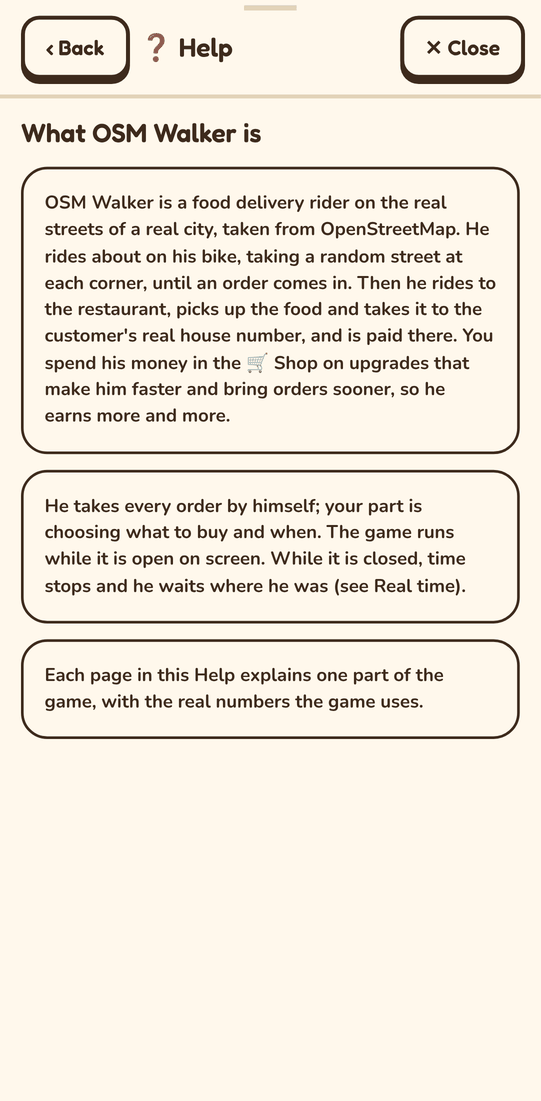 ‹ Back
❓ Help
✕ Close
What OSM Walker is
OSM Walker is a food delivery rider on the real
streets of a real city, taken from OpenStreetMap. He
rides about on his bike, taking a random street at
each corner, until an order comes in. Then he rides to
the restaurant, picks up the food and takes it to the
customer's real house number, and is paid there. You
spend his money in the 🛒 Shop on upgrades that
make him faster and bring orders sooner, so he
earns more and more.
He takes every order by himself; your part is
choosing what to buy and when. The game runs
while it is open on screen. While it is closed, time
stops and he waits where he was (see Real time).
Each page in this Help explains one part of the
game, with the real numbers the game uses.